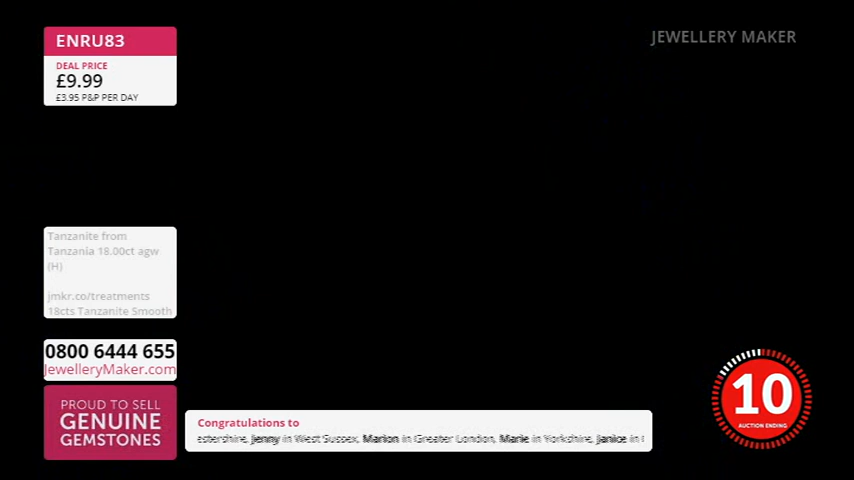 ENRU83
DEAL PRICE
£9.99
£3.95 P&P PER DAY
JEWELLERY MAKER
Tanzanite from
Tanzania 18.00ct agw
(H)
jmkr.co/treatments
18cts Tanzanite Smooth
0800 6444 655
JewelleryMaker.com
PROUD TO SELL
GENUINE
GEMSTONES
Congratulations to
estershire, Jenny in West Sussex, Marion in Greater London, Marie in Yorkshire, Janice in
10
AUCTION ENDING